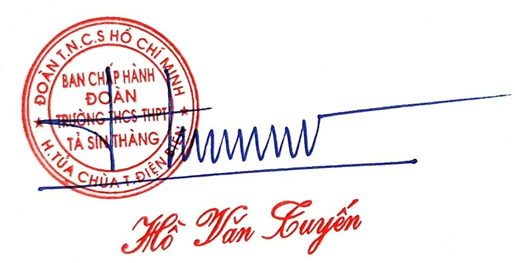 ĐOÀN T.N.C.S HỒ CHÍ MINH
BAN CHẤP HÀNH
ĐOÀN
TRƯỜNG THCS THPT
TẢ SÌN THÀNG
H.TỦA CHÙA T.ĐIỆN BIÊN
Hồ Văn Tuyến